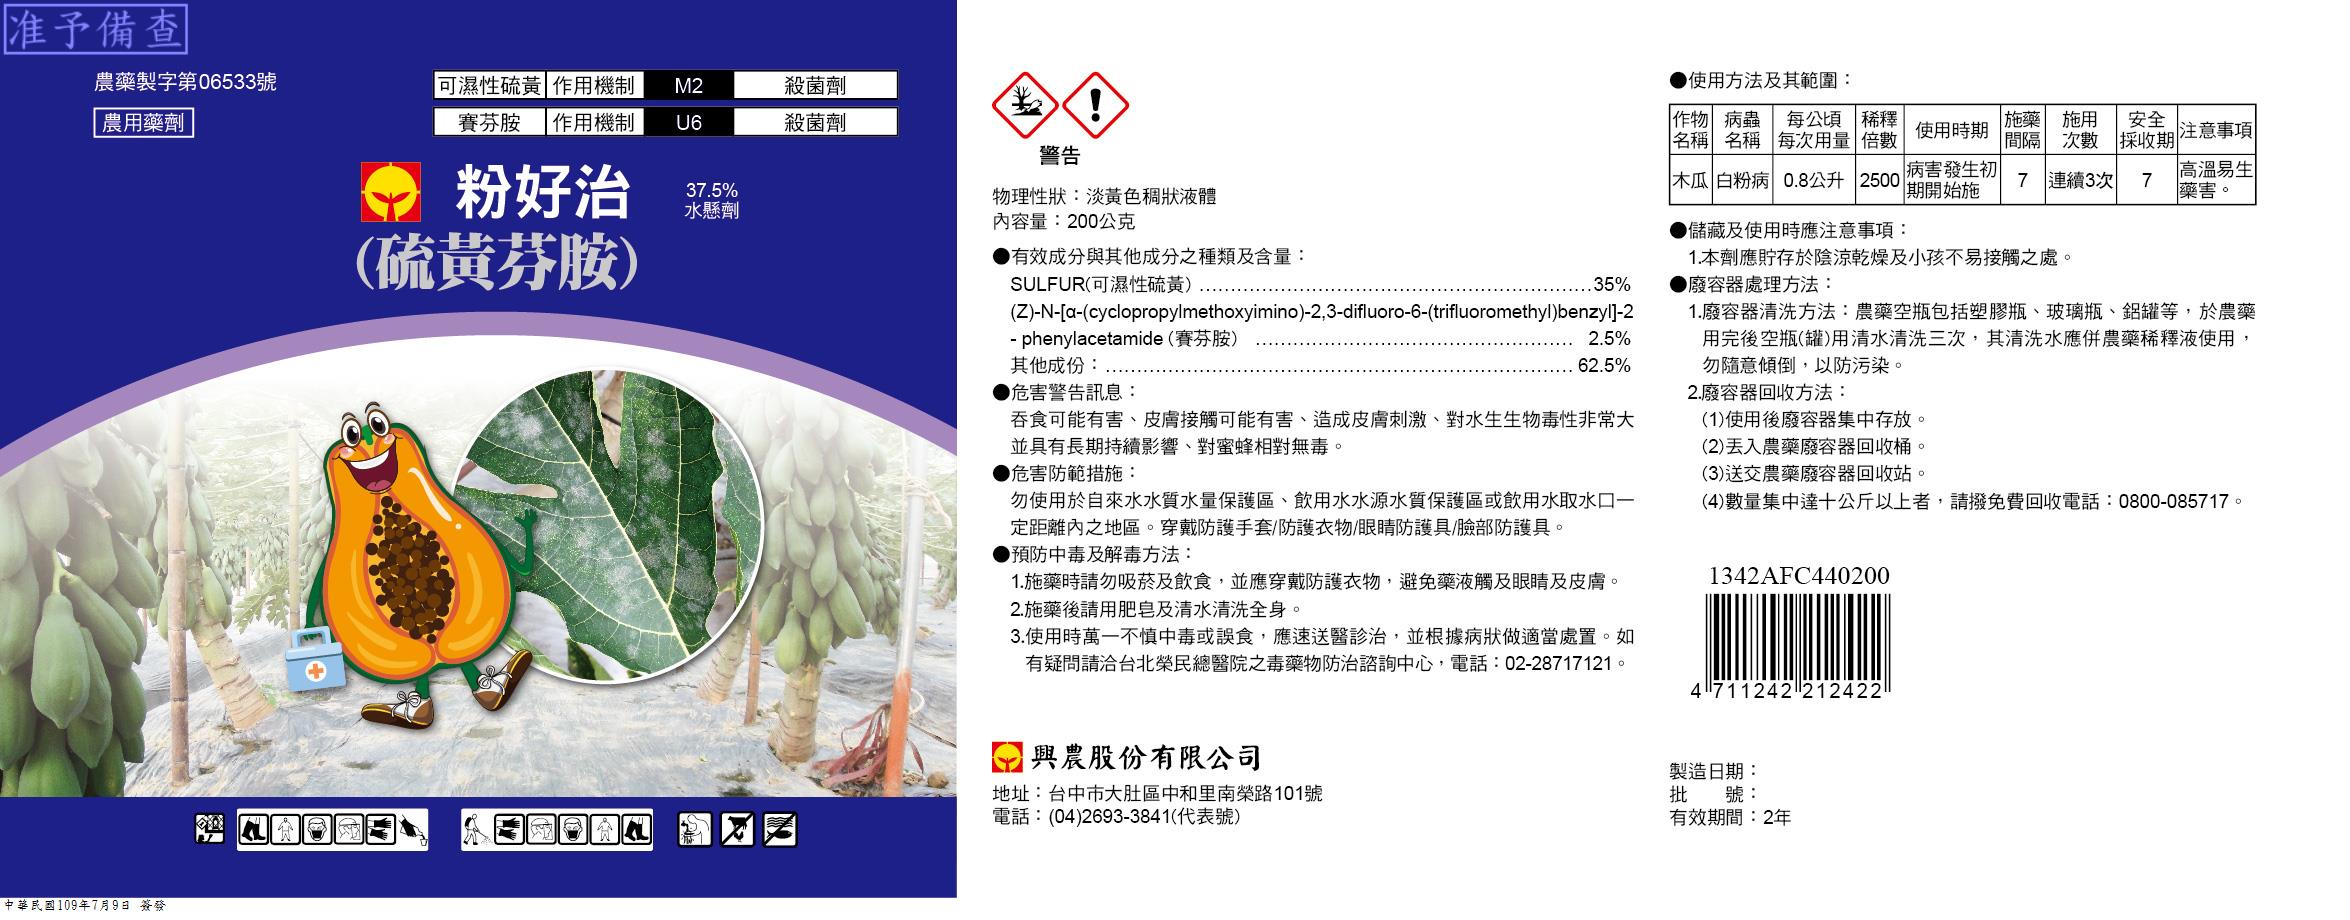 准予備查
農藥製字第06533號
農用藥劑
可濕性硫黃 作用機制 M2 殺菌劑
賽芬胺 作用機制 U6 殺菌劑
粉好治
37.5%
水懸劑
(硫黃芬胺)
中華民國109年7月9日 簽發
警告
物理性狀：淡黃色稠狀液體
內容量：200公克
●有效成分與其他成分之種類及含量：
SULFUR(可濕性硫黃) ……………………………………………………35%
(Z)-N-[α-(cyclopropylmethoxyimino)-2,3-difluoro-6-(trifluoromethyl)benzyl]-2
- phenylacetamide (賽芬胺) ………………………………………… 2.5%
其他成份：………………………………………………………………62.5%
●危害警告訊息：
吞食可能有害、皮膚接觸可能有害、造成皮膚刺激、對水生生物毒性非常大
並具有長期持續影響、對蜜蜂相對無毒。
●危害防範措施：
勿使用於自來水水質水量保護區、飲用水水源水質保護區或飲用水取水口一
定距離內之地區。穿戴防護手套/防護衣物/眼睛防護具/臉部防護具。
●預防中毒及解毒方法：
1.施藥時請勿吸菸及飲食，並應穿戴防護衣物，避免藥液觸及眼睛及皮膚。
2.施藥後請用肥皂及清水清洗全身。
3.使用時萬一不慎中毒或誤食，應速送醫診治，並根據病狀做適當處置。如
有疑問請洽台北榮民總醫院之毒藥物防治諮詢中心，電話：02-28717121。
興農股份有限公司
地址：台中市大肚區中和里南榮路101號
電話：(04)2693-3841(代表號)
●使用方法及其範圍：
作物名稱 病蟲名稱 每公頃每次用量 稀釋倍數 使用時期 施藥間隔 施用次數 安全採收期 注意事項
木瓜 白粉病 0.8公升 2500 病害發生初期開始施 7 連續3次 7 高溫易生藥害。
●儲藏及使用時應注意事項：
1.本劑應貯存於陰涼乾燥及小孩不易接觸之處。
●廢容器處理方法：
1.廢容器清洗方法：農藥空瓶包括塑膠瓶、玻璃瓶、鋁罐等，於農藥
用完後空瓶(罐)用清水清洗三次，其清洗水應併農藥稀釋液使用，
勿隨意傾倒，以防污染。
2.廢容器回收方法：
(1)使用後廢容器集中存放。
(2)丟入農藥廢容器回收桶。
(3)送交農藥廢容器回收站。
(4)數量集中達十公斤以上者，請撥免費回收電話：0800-085717。
1342AFC440200
4 711242 212422
製造日期：
批 號：
有效期間：2年